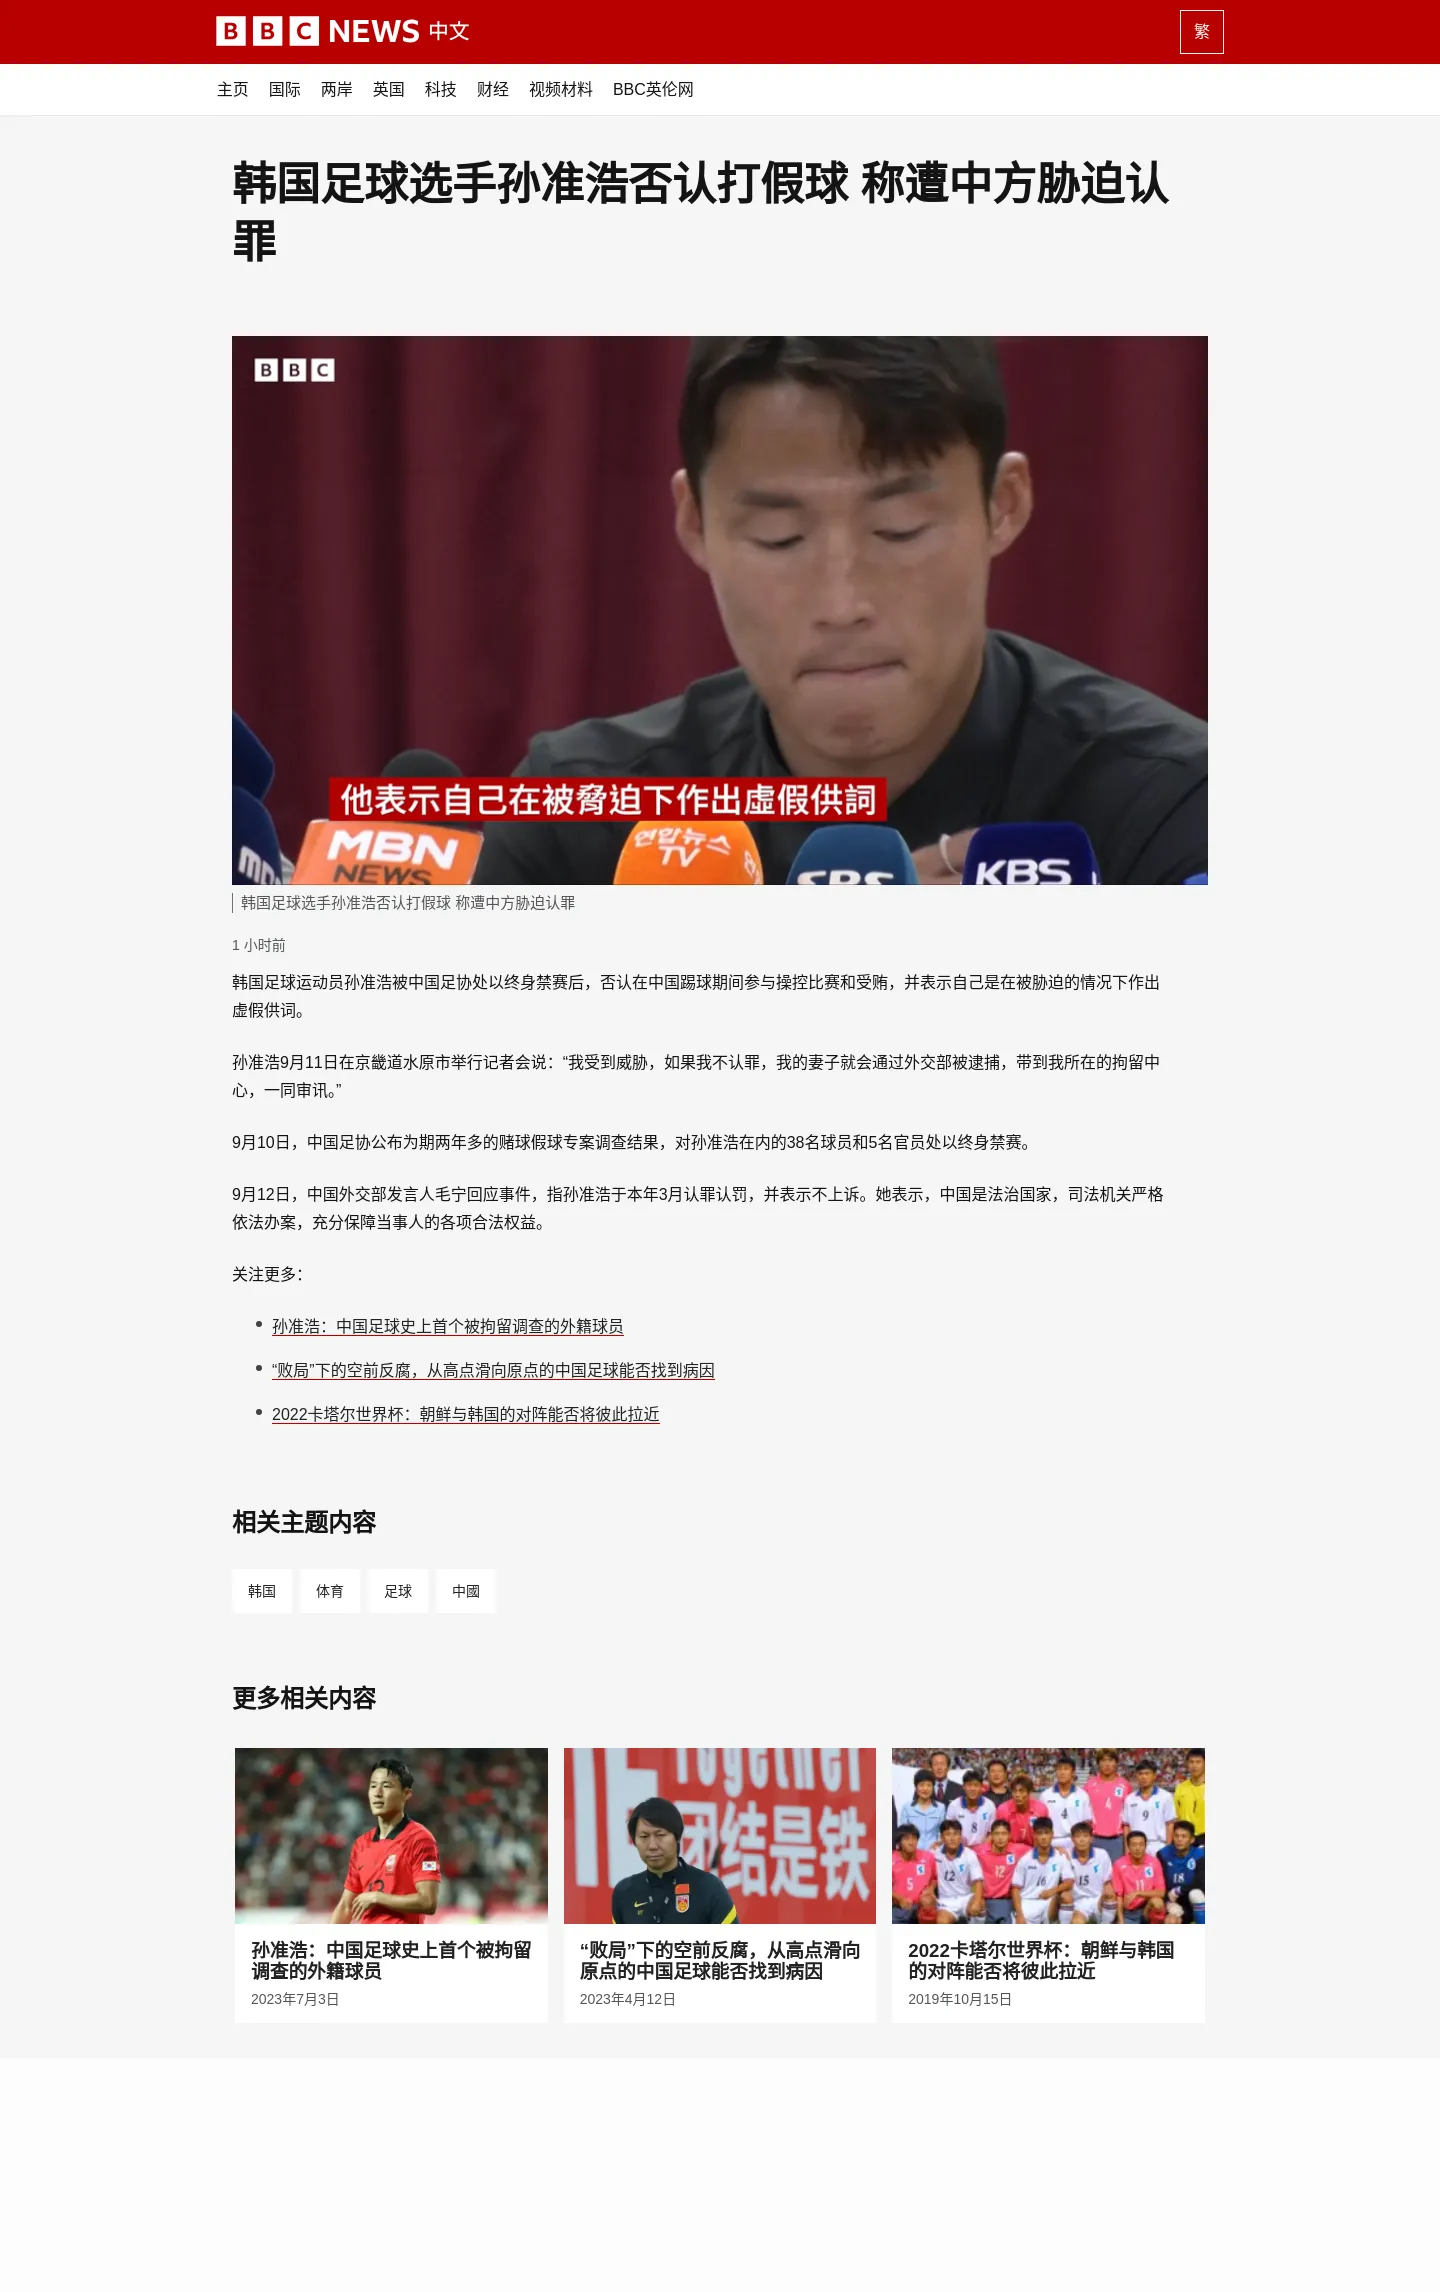 BBC NEWS 中文
繁
主页 国际 两岸 英国 科技 财经 视频材料 BBC英伦网
韩国足球选手孙准浩否认打假球 称遭中方胁迫认
罪
BBC
他表示自己在被脅迫下作出虛假供詞
MBN
NEWS
연합뉴스
TV
SBS
KBS
韩国足球选手孙准浩否认打假球 称遭中方胁迫认罪
1 小时前
韩国足球运动员孙准浩被中国足协处以终身禁赛后，否认在中国踢球期间参与操控比赛和受贿，并表示自己是在被胁迫的情况下作出
虚假供词。
孙准浩9月11日在京畿道水原市举行记者会说：“我受到威胁，如果我不认罪，我的妻子就会通过外交部被逮捕，带到我所在的拘留中
心，一同审讯。”
9月10日，中国足协公布为期两年多的赌球假球专案调查结果，对孙准浩在内的38名球员和5名官员处以终身禁赛。
9月12日，中国外交部发言人毛宁回应事件，指孙准浩于本年3月认罪认罚，并表示不上诉。她表示，中国是法治国家，司法机关严格
依法办案，充分保障当事人的各项合法权益。
关注更多：
孙准浩：中国足球史上首个被拘留调查的外籍球员
“败局”下的空前反腐，从高点滑向原点的中国足球能否找到病因
2022卡塔尔世界杯：朝鲜与韩国的对阵能否将彼此拉近
相关主题内容
韩国 体育 足球 中國
更多相关内容
13
Together
团结是铁
4 4 9 1
8 7
5 12 12 16 15 11 18
孙准浩：中国足球史上首个被拘留
调查的外籍球员
2023年7月3日
“败局”下的空前反腐，从高点滑向
原点的中国足球能否找到病因
2023年4月12日
2022卡塔尔世界杯：朝鲜与韩国
的对阵能否将彼此拉近
2019年10月15日